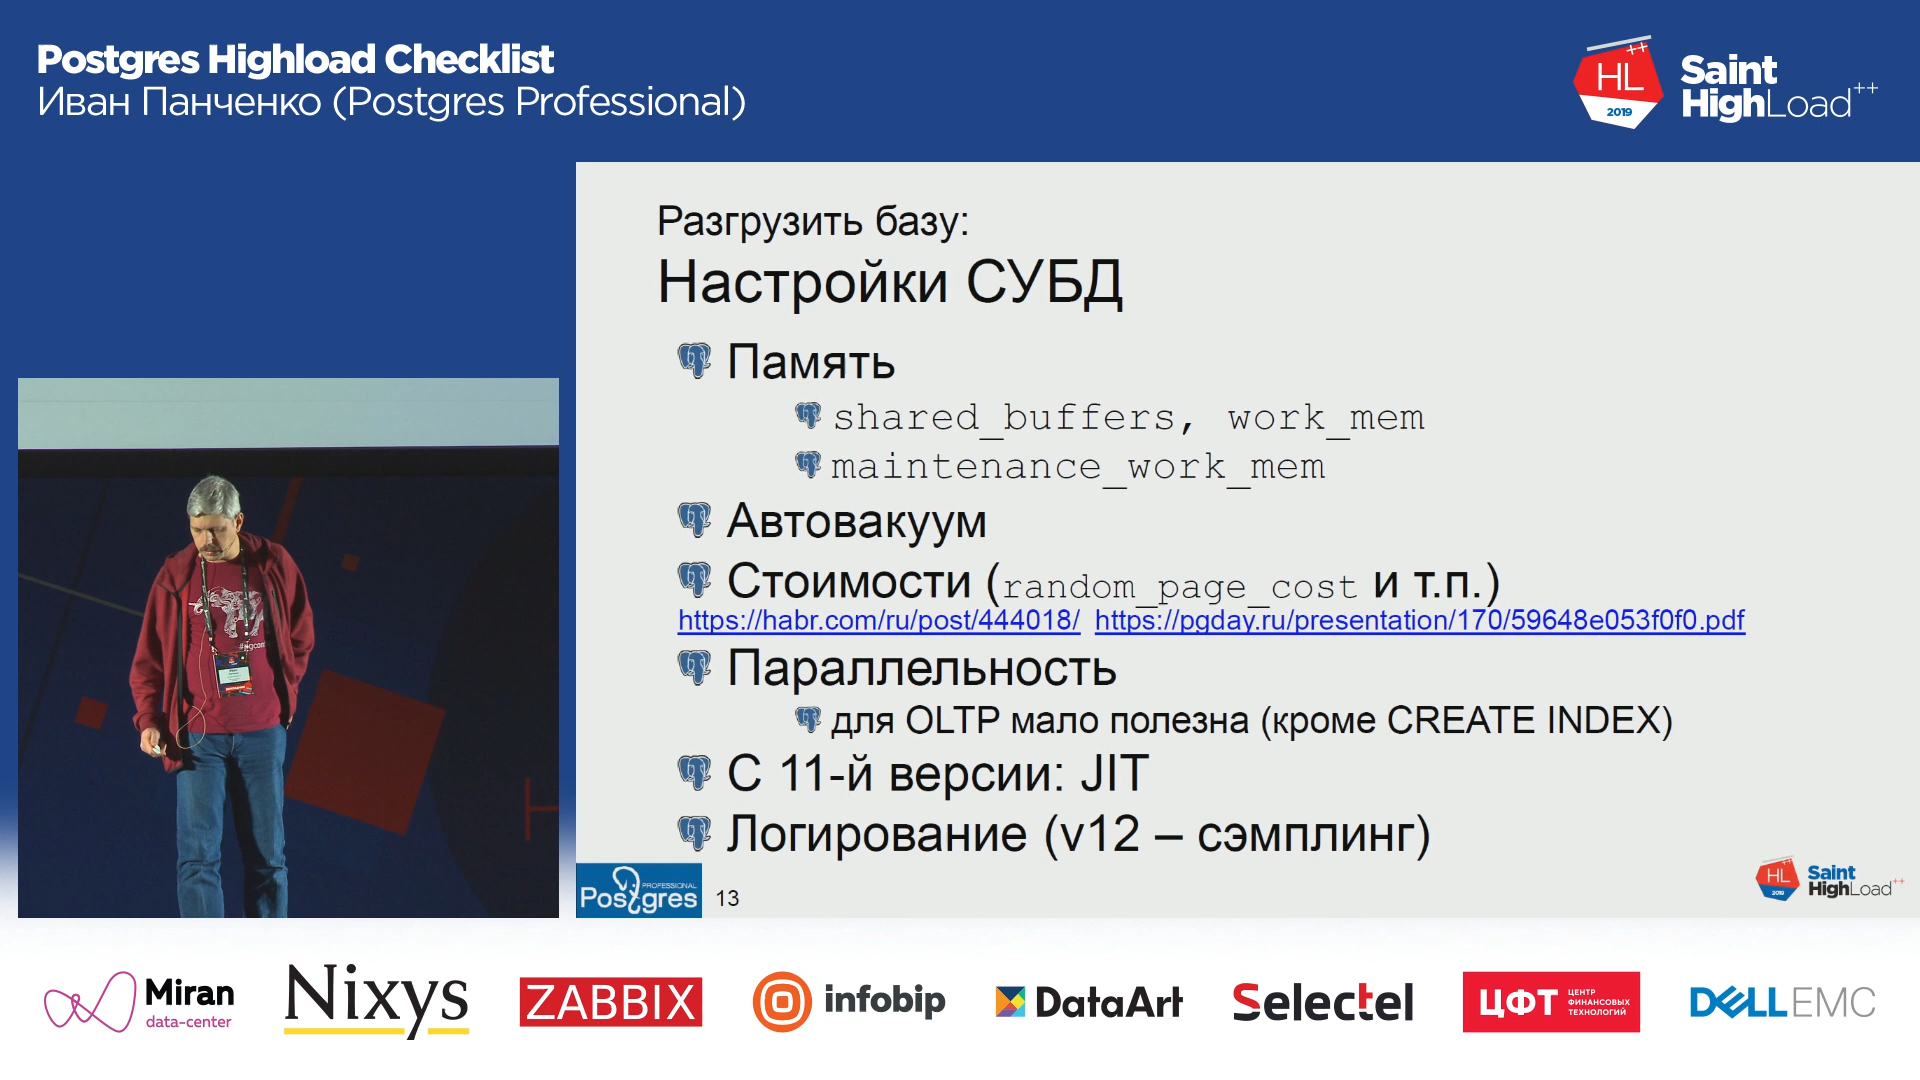 Postgres Highload Checklist
Иван Панченко (Postgres Professional)
HL++
2019
Saint
HighLoad++
Разгрузить базу:
Настройки СУБД
Память
shared_buffers, work_mem
maintenance_work_mem
Автовакуум
Стоимости (random_page_cost и т.п.)
https://habr.com/ru/post/444018/ https://pgday.ru/presentation/170/59648e053f0f0.pdf
Параллельность
для OLTP мало полезна (кроме CREATE INDEX)
С 11-й версии: JIT
Логирование (v12 – сэмплинг)
PROFESSIONAL
Postgres
13
HL
2019
Saint
HighLoad++
Miran
data-center
Nixys
ZABBIX
infobip
DataArt
Selectel
ЦФТ
ЦЕНТР
ФИНАНСОВЫХ
ТЕХНОЛОГИЙ
DELLEMC